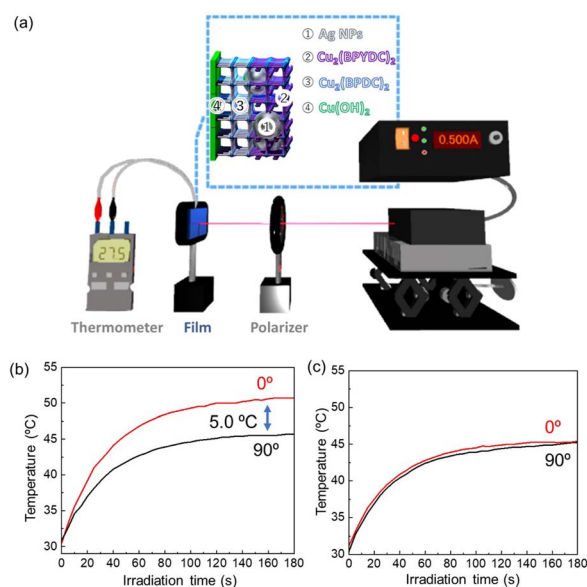 (a)
① Ag NPs
② Cu₂(BPYDC)₂
③ Cu₂(BPDC)₂
④ Cu(OH)₂
④ ③ ②
①
0.500A
27.5
Thermometer Film Polarizer
(b)
Temperature (ºC)
55
50
45
40
35
30
0º
5.0 ºC
90º
0 20 40 60 80 100 120 140 160 180
Irradiation time (s)
(c)
Temperature (ºC)
55
50
45
40
35
30
0º
90º
0 20 40 60 80 100 120 140 160 180
Irradiation time (s)